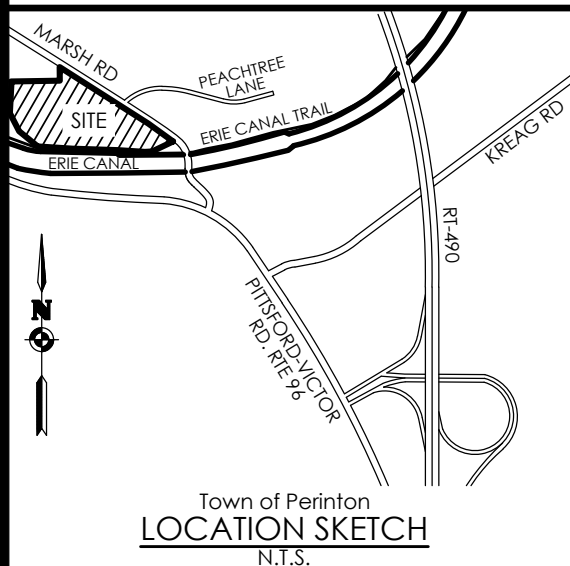 MARSH RD
PEACHTREE
LANE
SITE
ERIE CANAL TRAIL
ERIE CANAL
KREAG RD
RT-490
N
PITTSFORD-VICTOR
RD. RTE 96
Town of Perinton
LOCATION SKETCH
N.T.S.